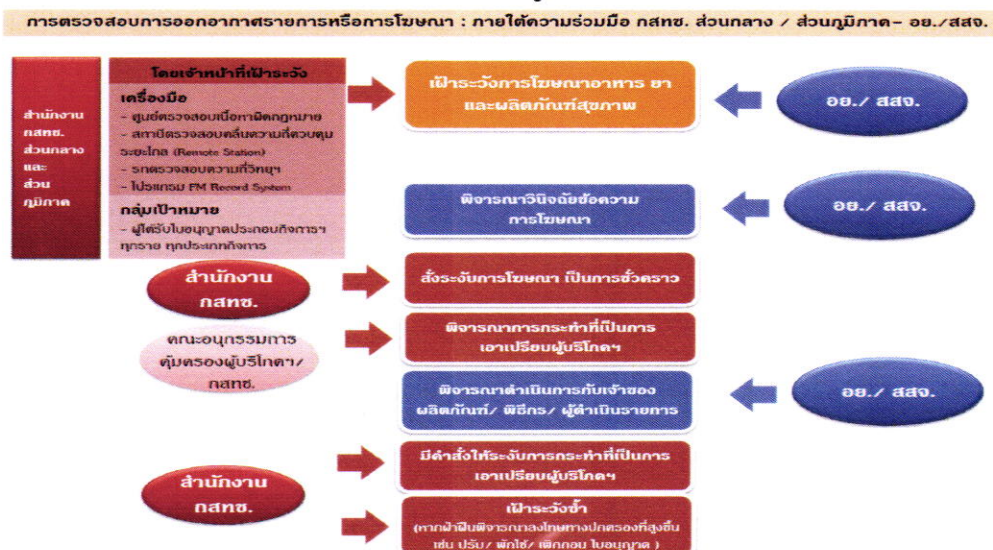 การตรวจสอบการออกอากาศรายการหรือการโฆษณา : ภายใต้ความร่วมมือ กสทช. ส่วนกลาง / ส่วนภูมิภาค– อย./สสจ.
สำนักงาน
กสทช.
ส่วนกลาง
และ
ส่วน
ภูมิภาค
โดยเจ้าหน้าที่เฝ้าระวัง
เครื่องมือ
- ศูนย์ตรวจสอบเนื้อหาผิดกฎหมาย
- สถานีตรวจสอบคลื่นความถี่ควบคุม
ระยะไกล (Remote Station)
- รถตรวจสอบความถี่วิทยุฯ
- โปรแกรม FM Record System
กลุ่มเป้าหมาย
- ผู้ได้รับใบอนุญาตประกอบกิจการฯ
ทุกราย ทุกประเภทกิจการ
เฝ้าระวังการโฆษณาอาหาร ยา
และผลิตภัณฑ์สุขภาพ
อย./ สสจ.
พิจารณาวินิจฉัยข้อความ
การโฆษณา
อย./ สสจ.
สำนักงาน
กสทช.
สั่งระงับการโฆษณา เป็นการชั่วคราว
คณะอนุกรรมการ
คุ้มครองผู้บริโภคฯ/
กสทช.
พิจารณาการกระทำที่เป็นการ
เอาเปรียบผู้บริโภคฯ
พิจารณาดำเนินการกับเจ้าของ
ผลิตภัณฑ์/ พิธีกร/ ผู้ดำเนินรายการ
อย./ สสจ.
สำนักงาน
กสทช.
มีคำสั่งให้ระงับการกระทำที่เป็นการ
เอาเปรียบผู้บริโภคฯ
เฝ้าระวังซ้ำ
(หากฝ่าฝืนพิจารณาลงโทษทางปกครองที่สูงขึ้น
เช่น ปรับ/ พักใช้/ เพิกถอน ใบอนุญาต )